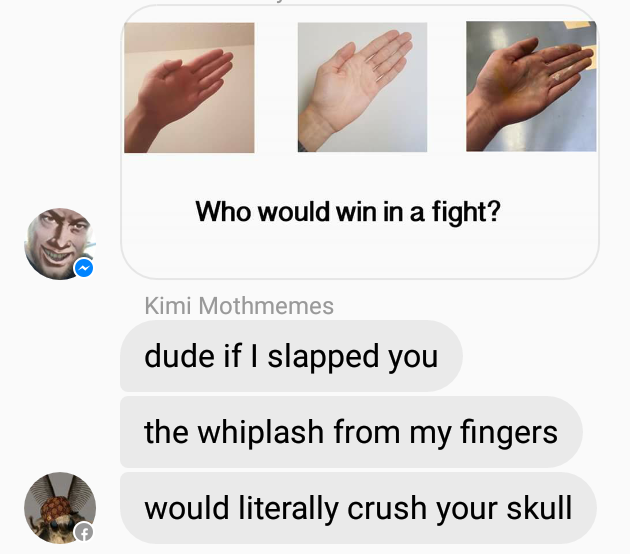 Who would win in a fight?
Kimi Mothmemes
dude if I slapped you
the whiplash from my fingers
would literally crush your skull